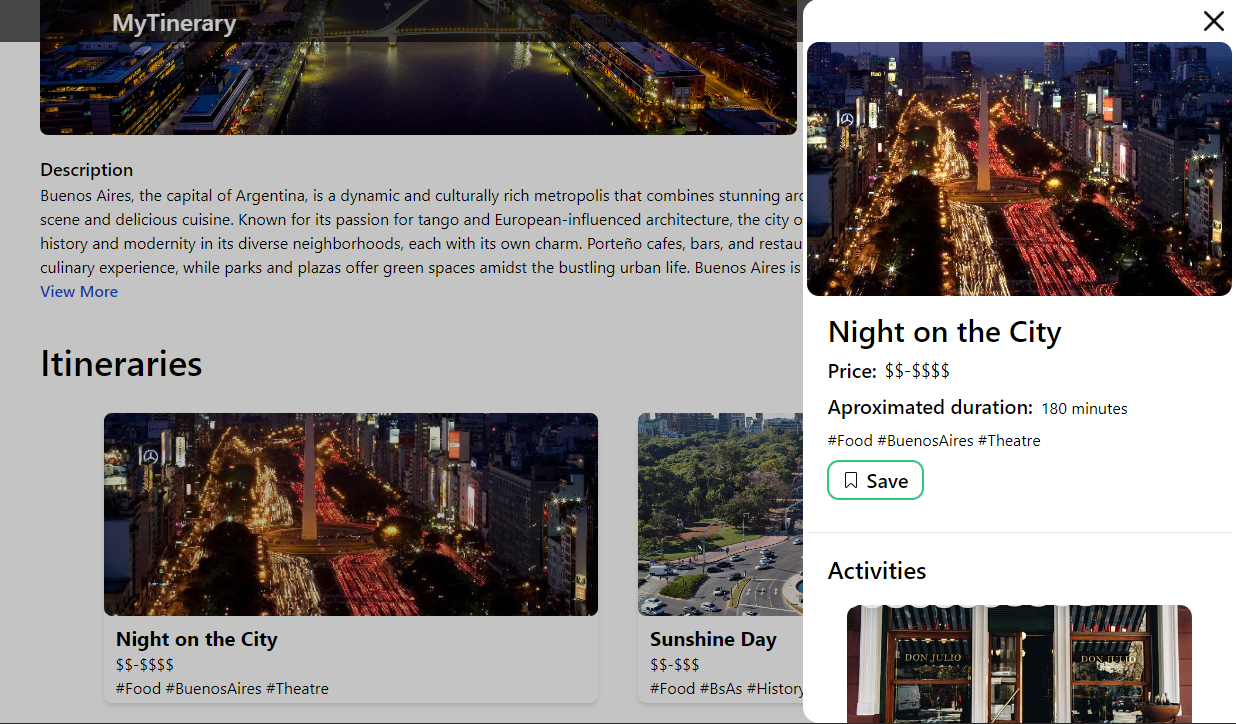 MyTinerary
Description
Buenos Aires, the capital of Argentina, is a dynamic and culturally rich metropolis that combines stunning
scene and delicious cuisine. Known for its passion for tango and European-influenced architecture, the city
history and modernity in its diverse neighborhoods, each with its own charm. Porteño cafes, bars, and
culinary experience, while parks and plazas offer green spaces amidst the bustling urban life. Buenos Aires is
View More
Itineraries
Night on the City
$$-$$$$
#Food #BuenosAires #Theatre
Sunshine Day
$$-$$$
#Food #BsAs #History
Night on the City
Price: $$-$$$$
Aproximated duration: 180 minutes
#Food #BuenosAires #Theatre
Save
Activities
DON JULIO
DON JULIO